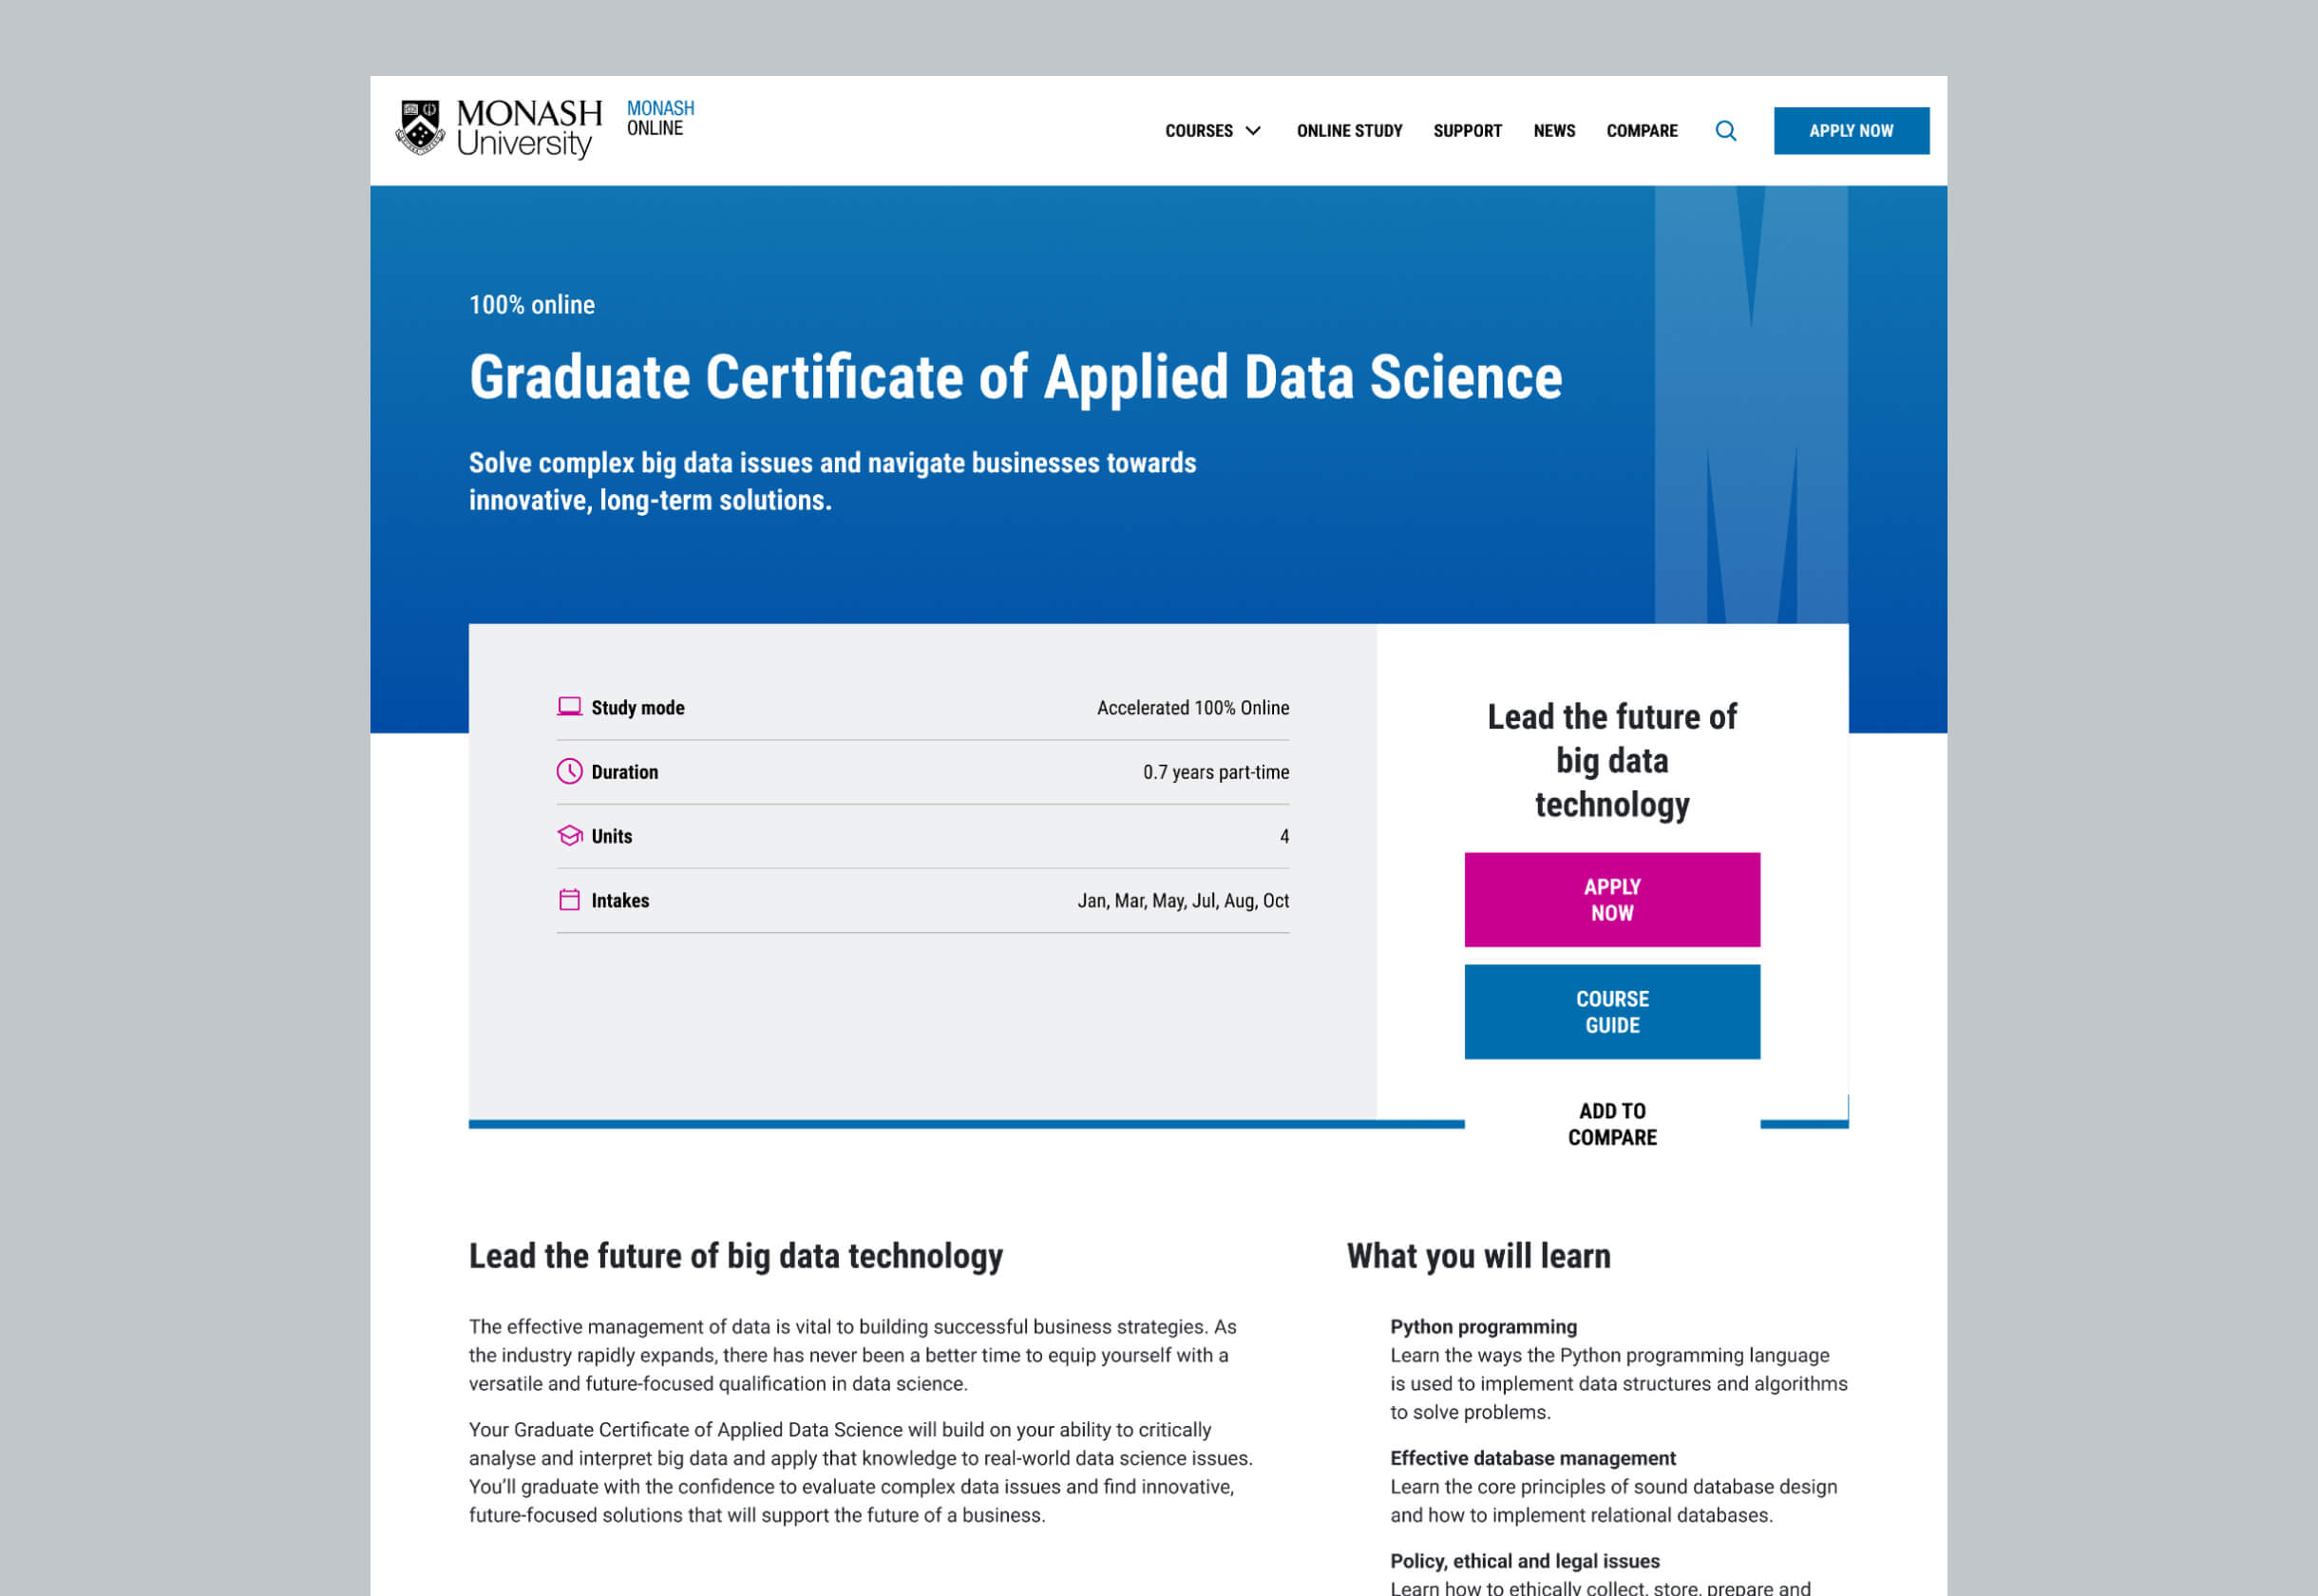 MONASH
University
MONASH
ONLINE
COURSES
ONLINE STUDY
SUPPORT
NEWS
COMPARE
APPLY NOW
100% online
Graduate Certificate of Applied Data Science
Solve complex big data issues and navigate businesses towards
innovative, long-term solutions.
Study mode Accelerated 100% Online
Duration 0.7 years part-time
Units 4
Intakes Jan, Mar, May, Jul, Aug, Oct
Lead the future of
big data
technology
APPLY
NOW
COURSE
GUIDE
ADD TO
COMPARE
Lead the future of big data technology
The effective management of data is vital to building successful business strategies. As
the industry rapidly expands, there has never been a better time to equip yourself with a
versatile and future-focused qualification in data science.
Your Graduate Certificate of Applied Data Science will build on your ability to critically
analyse and interpret big data and apply that knowledge to real-world data science issues.
You'll graduate with the confidence to evaluate complex data issues and find innovative,
future-focused solutions that will support the future of a business.
What you will learn
Python programming
Learn the ways the Python programming language
is used to implement data structures and algorithms
to solve problems.
Effective database management
Learn the core principles of sound database design
and how to implement relational databases.
Policy, ethical and legal issues
Learn how to ethically collect, store, prepare and